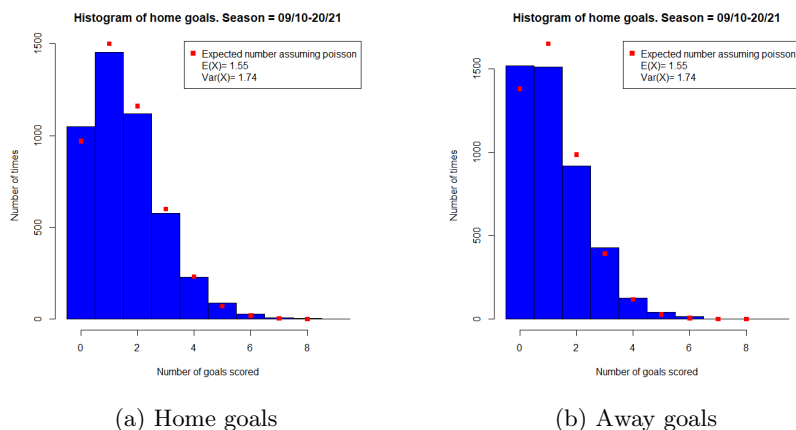 Histogram of home goals. Season = 09/10-20/21
Expected number assuming poisson
E(X)= 1.55
Var(X)= 1.74
Number of times
1500
1000
500
0
0 2 4 6 8
Number of goals scored
(a) Home goals
Histogram of home goals. Season = 09/10-20/21
Expected number assuming poisson
E(X)= 1.55
Var(X)= 1.74
Number of times
1500
1000
500
0
0 2 4 6 8
Number of goals scored
(b) Away goals